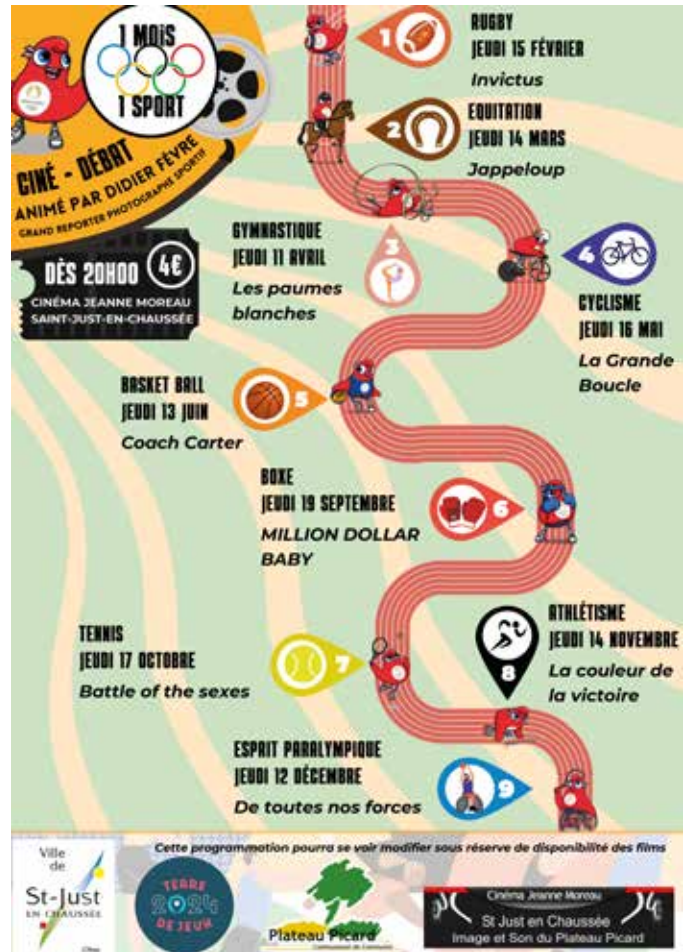 1 MOIS
1 SPORT
CINÉ - DÉBAT
ANIMÉ PAR DIDIER FÈVRE
GRAND REPORTER PHOTOGRAPHE SPORTIF
DÈS 20H00
4€
CINÉMA JEANNE MOREAU
SAINT-JUST-EN-CHAUSSÉE
1
RUGBY
JEUDI 15 FÉVRIER
Invictus
2
EQUITATION
JEUDI 14 MARS
Jappeloup
GYMNASTIQUE
JEUDI 11 AVRIL
Les paumes
blanches
3
4
CYCLISME
JEUDI 16 MAI
La Grande
Boucle
BASKET BALL
JEUDI 13 JUIN
Coach Carter
5
BOXE
JEUDI 19 SEPTEMBRE
MILLION DOLLAR
BABY
6
TENNIS
JEUDI 17 OCTOBRE
Battle of the sexes
7
8
ATHLÉTISME
JEUDI 14 NOVEMBRE
La couleur de
la victoire
ESPRIT PARALYMPIQUE
JEUDI 12 DÉCEMBRE
De toutes nos forces
9
Cette programmation pourra se voir modifier sous réserve de disponibilité des films
Ville
de
St-Just
EN CHAUSSÉE
Oise
TERRE
2024
DE JEUX
Plateau Picard
Cinéma Jeanne Moreau
St Just en Chaussée
Image et Son du Plateau Picard